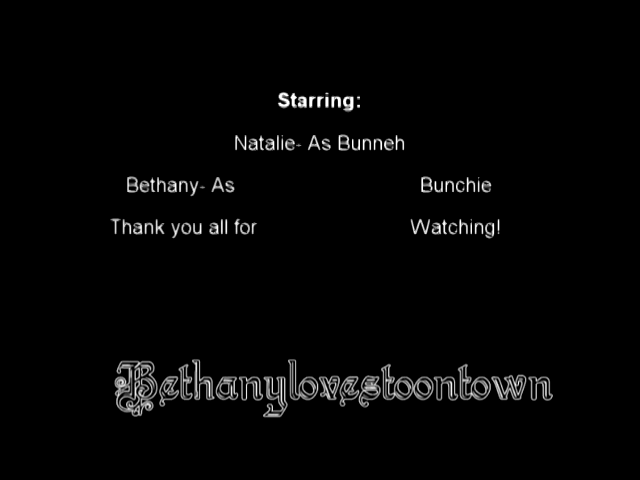 Starring:
Natalie- As Bunneh
Bethany- As Bunchie
Thank you all for Watching!
Bethanylovestoontown